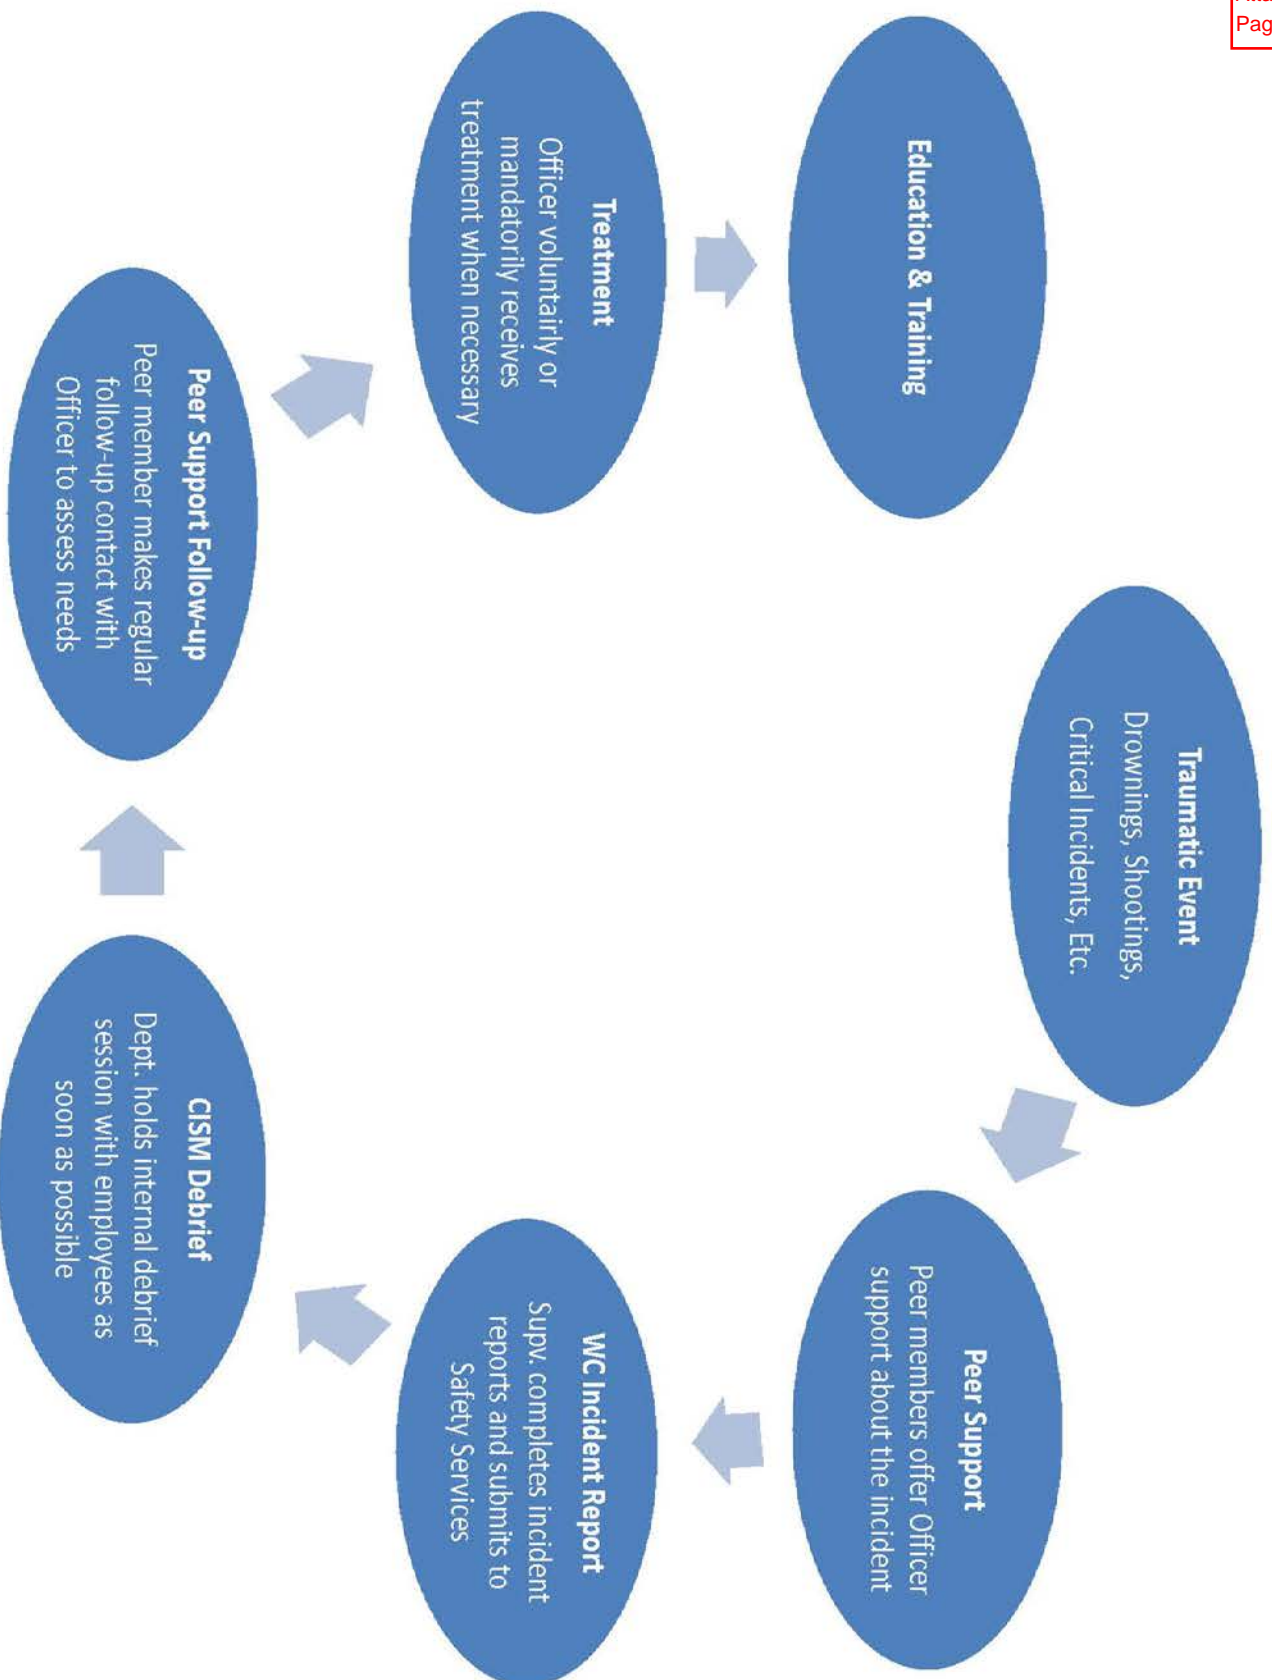 Pag
Traumatic Event
Drownings, Shootings,
Critical Incidents, Etc.
Peer Support
Peer members offer Officer
support about the incident
WC Incident Report
Supv. completes incident
reports and submits to
Safety Services
CISM Debrief
Dept. holds internal debrief
session with employees as
soon as possible
Peer Support Follow-up
Peer member makes regular
follow-up contact with
Officer to assess needs
Treatment
Officer voluntairly or
mandatorily receives
treatment when necessary
Education & Training